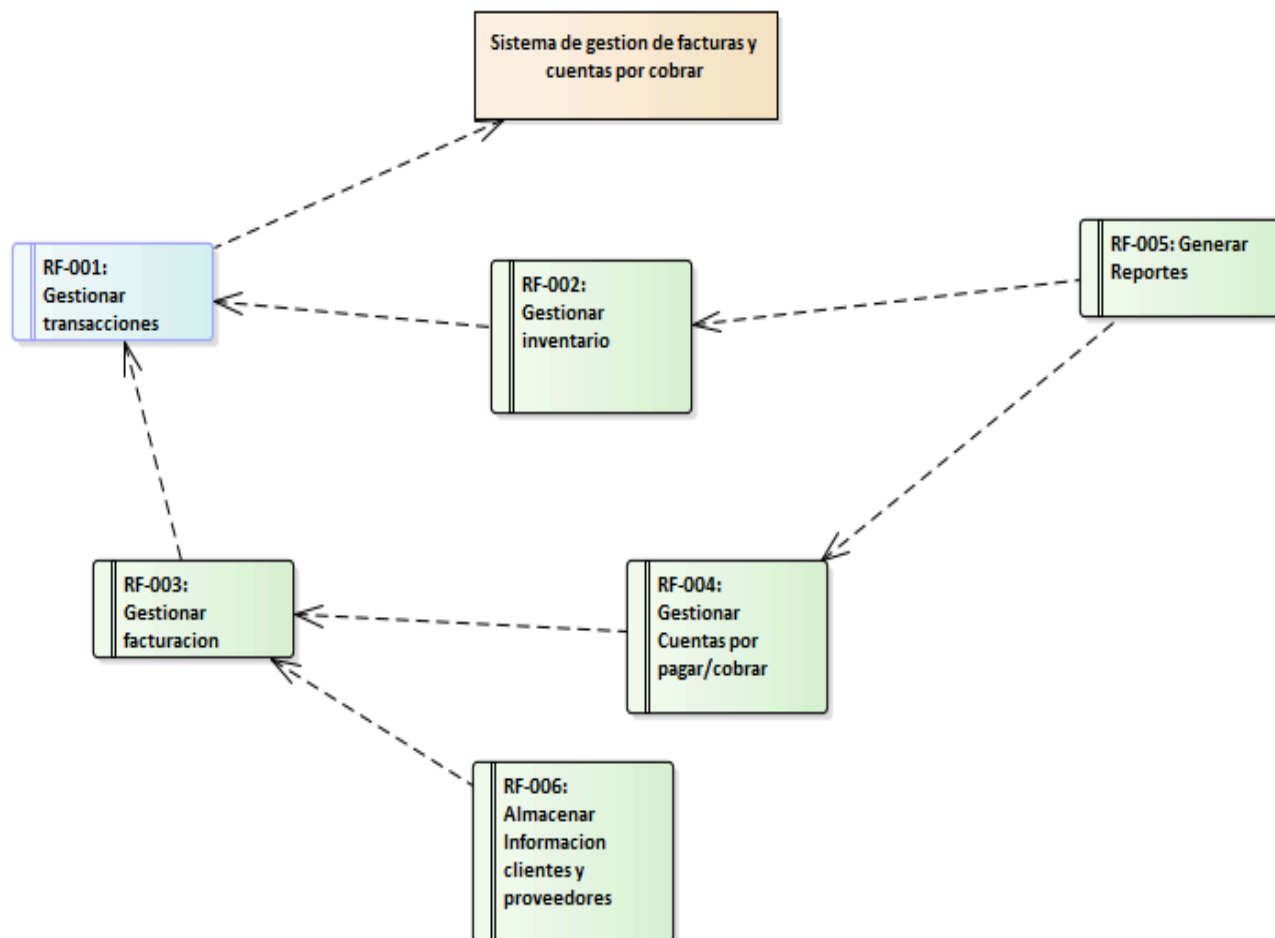 Sistema de gestion de facturas y
cuentas por cobrar
RF-001:
Gestionar
transacciones
RF-002:
Gestionar
inventario
RF-005: Generar
Reportes
RF-003:
Gestionar
facturacion
RF-004:
Gestionar
Cuentas por
pagar/cobrar
RF-006:
Almacenar
Informacion
clientes y
proveedores